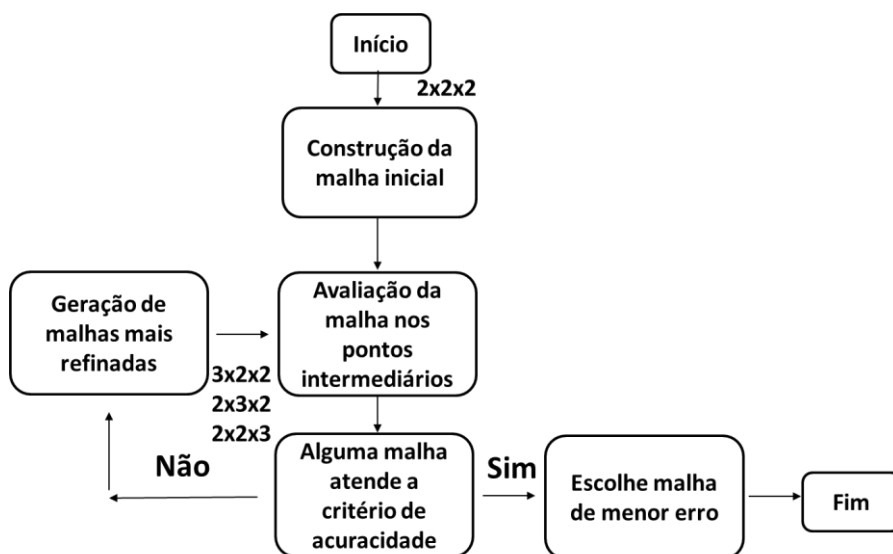 Início
2x2x2
Construção da
malha inicial
Geração de
malhas mais
refinadas
Avaliação da
malha nos
pontos
intermediários
3x2x2
2x3x2
2x2x3
Não
Alguma malha
atende a
critério de
acuracidade
Sim
Escolhe malha
de menor erro
Fim